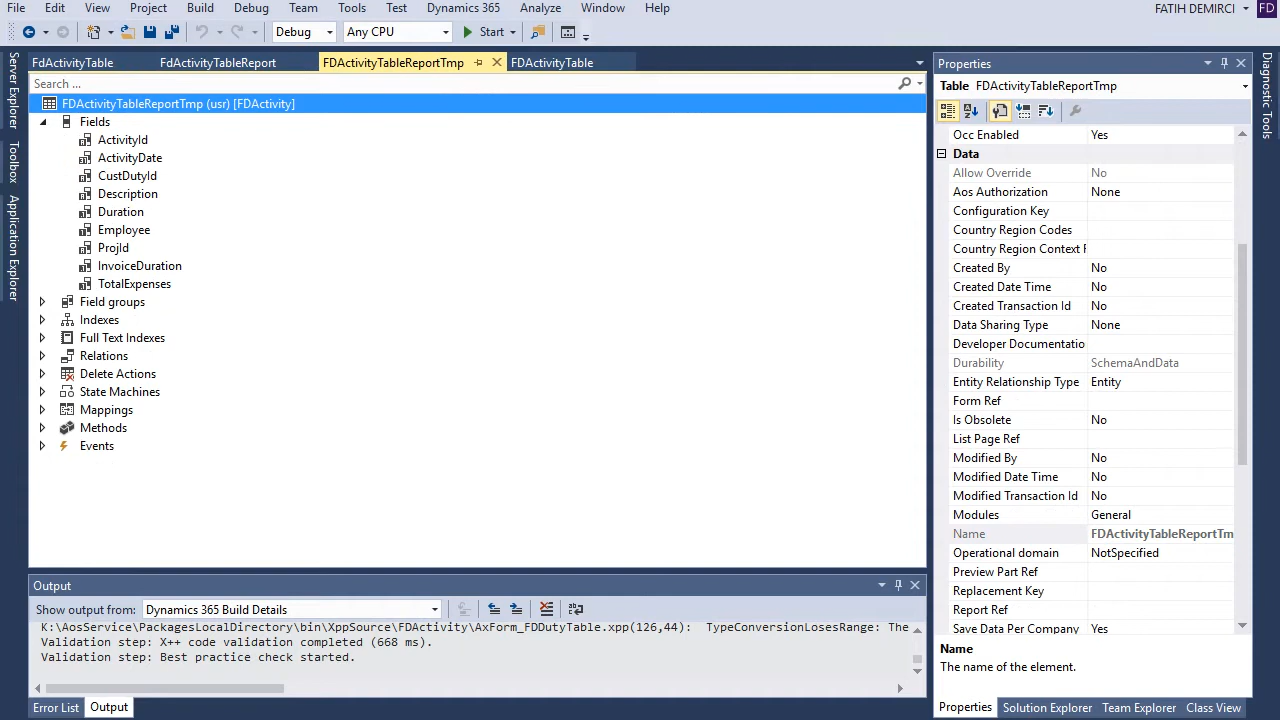 File Edit View Project Build Debug Team Tools Test Dynamics 365 Analyze Window Help FATIH DEMIRCI FD
Debug Any CPU Start
FdActivityTable FDActivityTableReport FDActivityTableReportTmp FDActivityTable
Search ...
FDActivityTableReportTmp (usr) [FDActivity]
Fields
ActivityId
ActivityDate
CustDutyId
Description
Duration
Employee
ProjId
InvoiceDuration
TotalExpenses
Field groups
Indexes
Full Text Indexes
Relations
Delete Actions
State Machines
Mappings
Methods
Events
Server Explorer
Toolbox
Application Explorer
Output
Show output from: Dynamics 365 Build Details
K:\AosService\PackagesLocalDirectory\bin\XppSource\FDActivity\AxForm_FDDutyTable.xpp(126,44): TypeConversionLosesRange: The
Validation step: X++ code validation completed (668 ms).
Validation step: Best practice check started.
Error List Output
Properties
Table FDActivityTableReportTmp
Occ Enabled Yes
Data
Allow Override No
Aos Authorization None
Configuration Key
Country Region Codes
Country Region Context F
Created By No
Created Date Time No
Created Transaction Id No
Data Sharing Type None
Developer Documentatio
Durability SchemaAndData
Entity Relationship Type Entity
Form Ref
Is Obsolete No
List Page Ref
Modified By No
Modified Date Time No
Modified Transaction Id No
Modules General
Name FDActivityTableReportTm
Operational domain NotSpecified
Preview Part Ref
Replacement Key
Report Ref
Save Data Per Company Yes
Name
The name of the element.
Properties Solution Explorer Team Explorer Class View
Diagnostic Tools